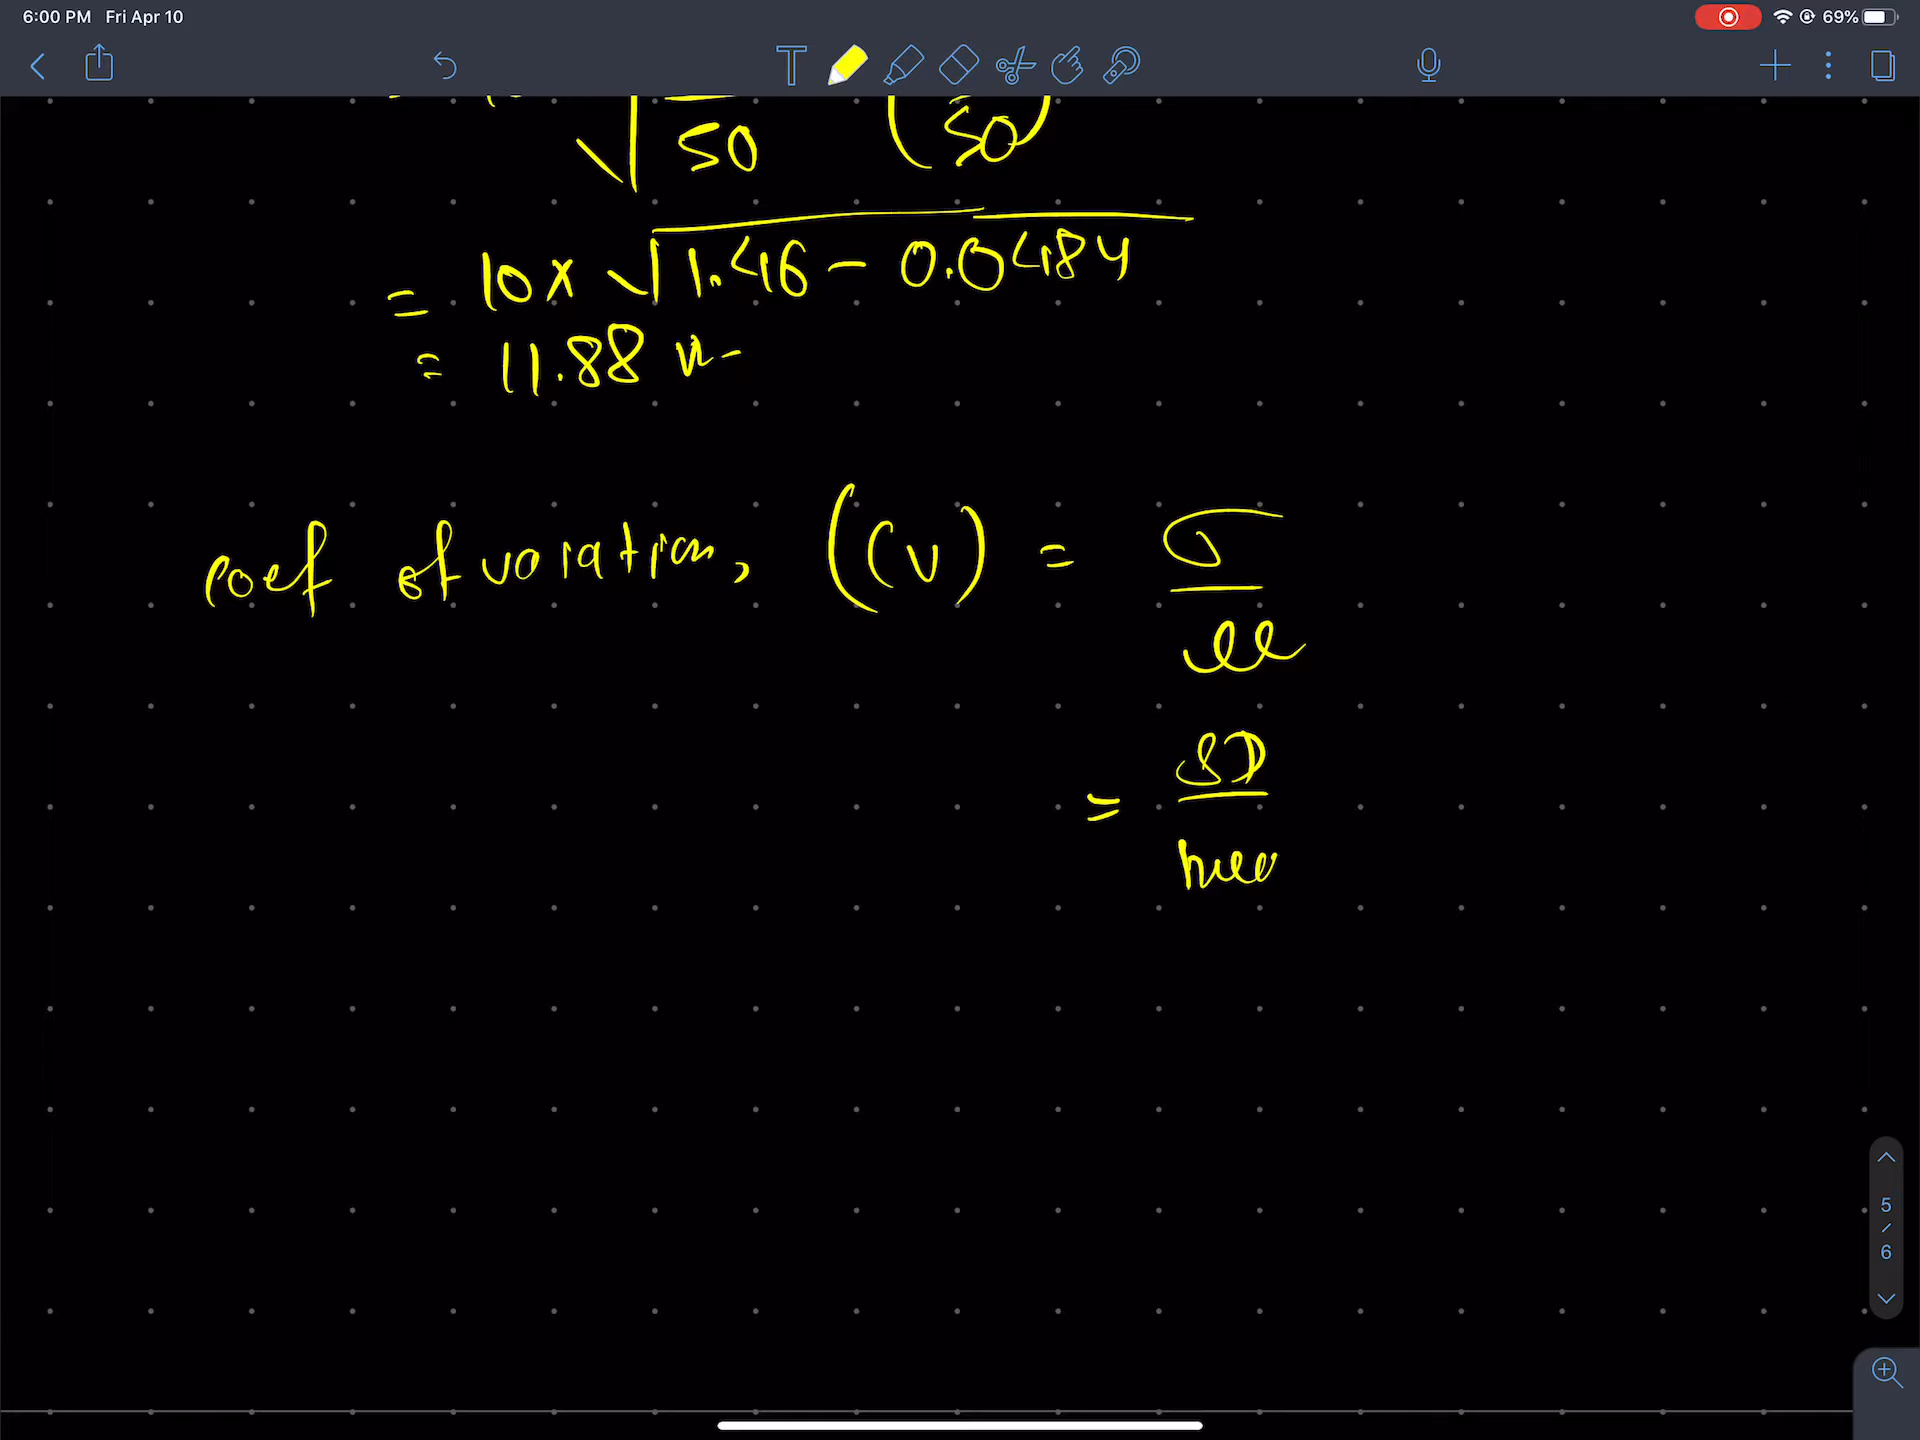 6:00 PM Fri Apr 10
69%
50 (50)
= 10 x √1.46 - 0.0484
= 11.88
coef of variation, (CV) = σ
μ
= SD
5
/
6